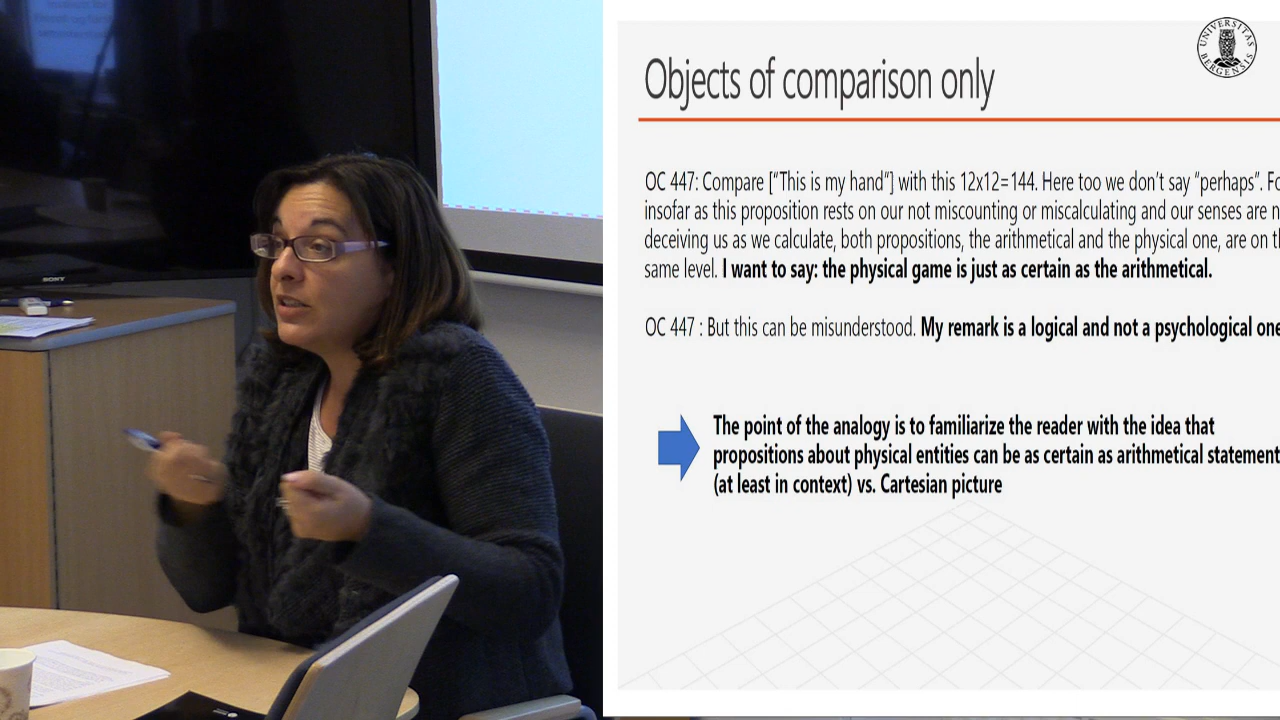 SONY
UNIVERSITAS
BERGENSIS
Objects of comparison only
OC 447: Compare [“This is my hand”] with this 12x12=144. Here too we don’t say “perhaps”.
insofar as this proposition rests on our not miscounting or miscalculating and our senses are
deceiving us as we calculate, both propositions, the arithmetical and the physical one, are on
same level. I want to say: the physical game is just as certain as the arithmetical.
OC 447 : But this can be misunderstood. My remark is a logical and not a psychological one
The point of the analogy is to familiarize the reader with the idea that
propositions about physical entities can be as certain as arithmetical statement
(at least in context) vs. Cartesian picture